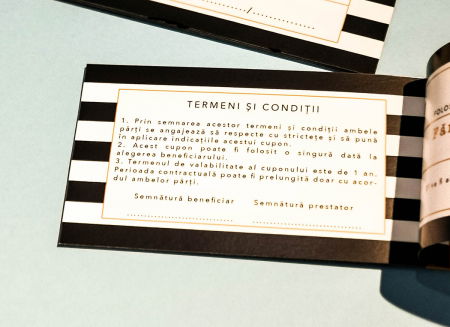 TERMENI ȘI CONDIȚII
1. Prin semnarea acestor termeni și condiții ambele
părți se angajează să respecte cu strictețe și să pună
în aplicare indicațiile acestui cupon.
2. Acest cupon poate fi folosit o singură dată la
alegerea beneficiarului.
3. Termenul de valabilitate al cuponului este de 1 an.
Perioada contractuală poate fi prelungită doar cu acor-
dul ambelor părți.
Semnătură beneficiar Semnătură prestator